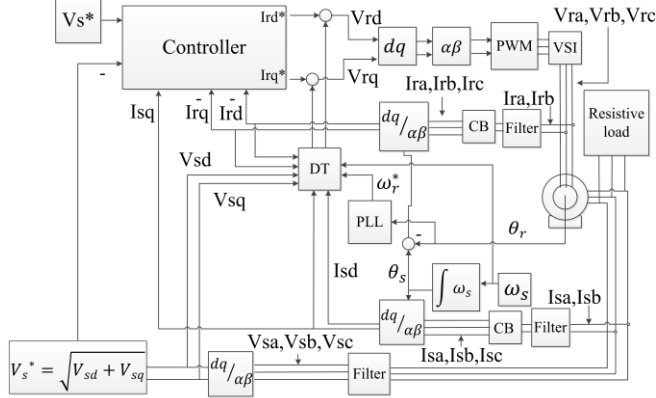 Vs*
Controller
Ird*
Irq*
Vrd
Vrq
dq
αβ
PWM
VSI
Vra,Vrb,Vrc
-
Isq
Irq
-
Ird
-
Ira,Irb,Irc
Ira,Irb
dq/αβ
CB
Filter
Resistive
load
Vsd
Vsq
DT
ω_r^*
PLL
-
θ_r
θ_s
Isd
∫ω_s
ω_s
Isa,Isb
dq/αβ
CB
Filter
Isa,Isb,Isc
Vsa,Vsb,Vsc
V_s^* = √(V_sd + V_sq)
dq/αβ
Filter